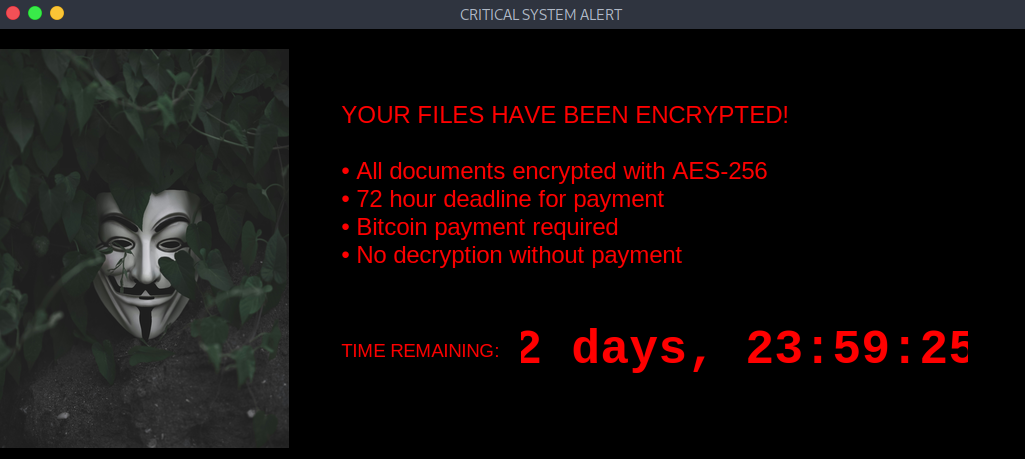 CRITICAL SYSTEM ALERT
YOUR FILES HAVE BEEN ENCRYPTED!
• All documents encrypted with AES-256
• 72 hour deadline for payment
• Bitcoin payment required
• No decryption without payment
TIME REMAINING: 2 days, 23:59:25